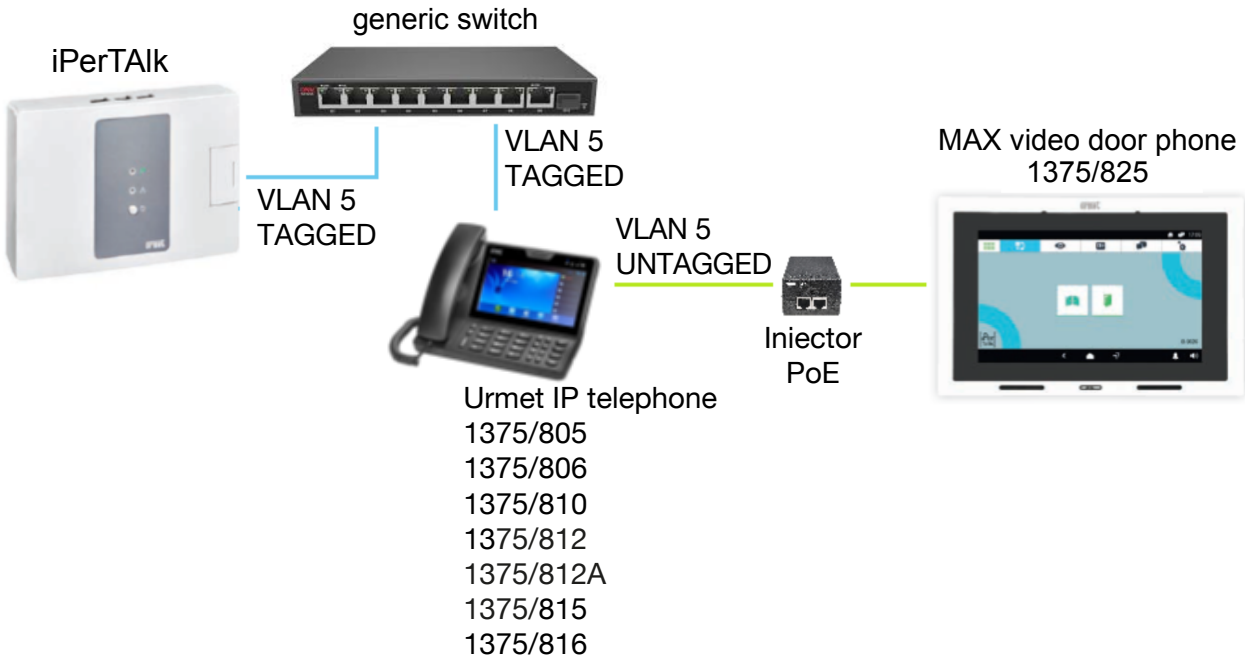 generic switch
iPerTAlk
VLAN 5
TAGGED
VLAN 5
TAGGED
MAX video door phone
1375/825
VLAN 5
UNTAGGED
Iniector
PoE
Urmet IP telephone
1375/805
1375/806
1375/810
1375/812
1375/812A
1375/815
1375/816